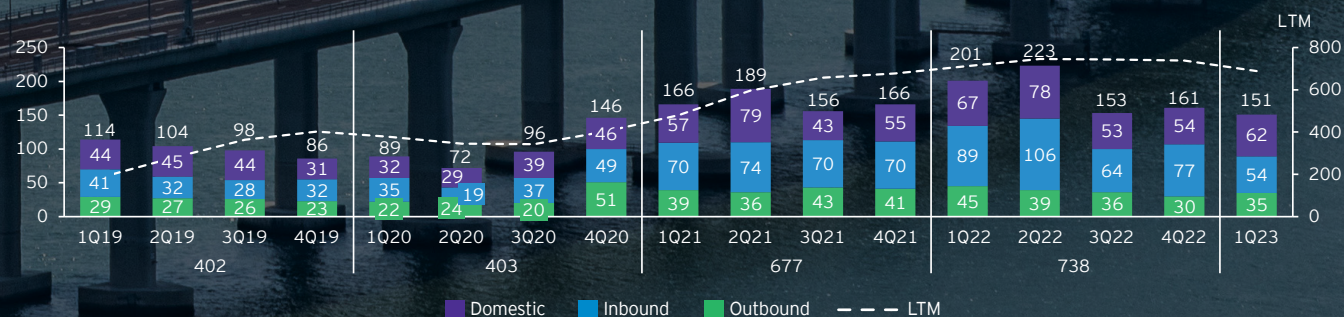 LTM
250 201 223 800
200 166 189 156 166 153 161 151 600
150 114 104 98 86 89 72 96 146 57 79 43 55 67 78 53 54 62 400
100 44 45 44 31 32 29 39 46 70 74 70 70 89 106 64 77 54 200
50 41 32 28 32 35 19 37 49
0 29 27 26 23 22 24 20 51 39 36 43 41 45 39 36 30 35 0
1Q19 2Q19 3Q19 4Q19 1Q20 2Q20 3Q20 4Q20 1Q21 2Q21 3Q21 4Q21 1Q22 2Q22 3Q22 4Q22 1Q23
402 403 677 738
Domestic Inbound Outbound LTM